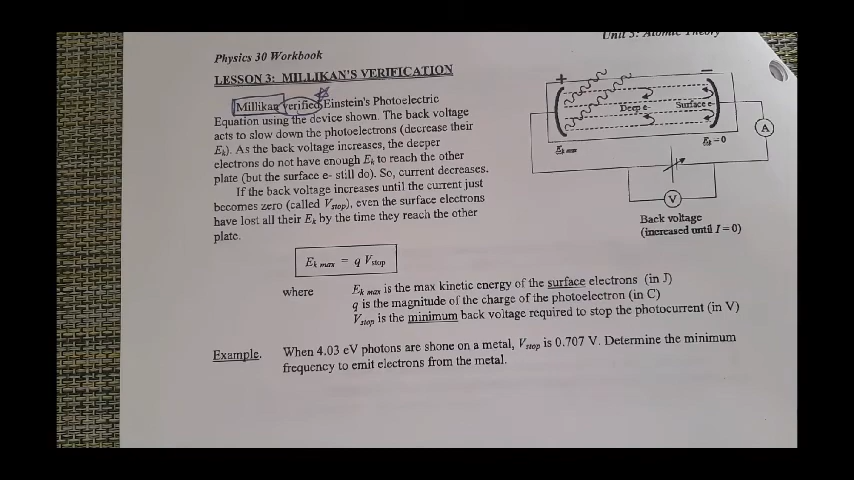 Unit 3: Atomic Theory
Physics 30 Workbook
LESSON 3: MILLIKAN'S VERIFICATION
Millikan verified Einstein's Photoelectric
Equation using the device shown. The back voltage
acts to slow down the photoelectrons (decrease their
Ek). As the back voltage increases, the deeper
electrons do not have enough Ek to reach the other
plate (but the surface e- still do). So, current decreases.
If the back voltage increases until the current just
becomes zero (called Vstop), even the surface electrons
have lost all their Ek by the time they reach the other
plate.
+ −
Deep e- Surface e-
Ek max Ek = 0
A
V
Back voltage
(increased until I = 0)
Ek max = q Vstop
where Ek max is the max kinetic energy of the surface electrons (in J)
q is the magnitude of the charge of the photoelectron (in C)
Vstop is the minimum back voltage required to stop the photocurrent (in V)
Example. When 4.03 eV photons are shone on a metal, Vstop is 0.707 V. Determine the minimum
frequency to emit electrons from the metal.